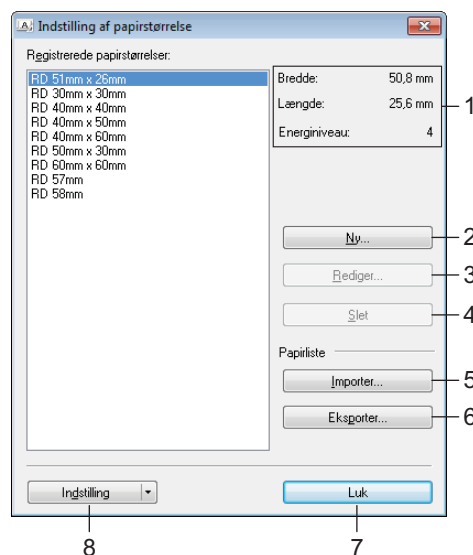 Indstilling af papirstørrelse
Registrerede papirstørrelser:
RD 51mm x 26mm
RD 30mm x 30mm
RD 40mm x 40mm
RD 40mm x 50mm
RD 40mm x 60mm
RD 50mm x 30mm
RD 60mm x 60mm
RD 57mm
RD 58mm
Bredde: 50,8 mm
Længde: 25,6 mm
Energiniveau: 4
1
Ny... 2
Rediger... 3
Slet 4
Papirliste
Importer... 5
Eksporter... 6
Indstilling
Luk
8 7